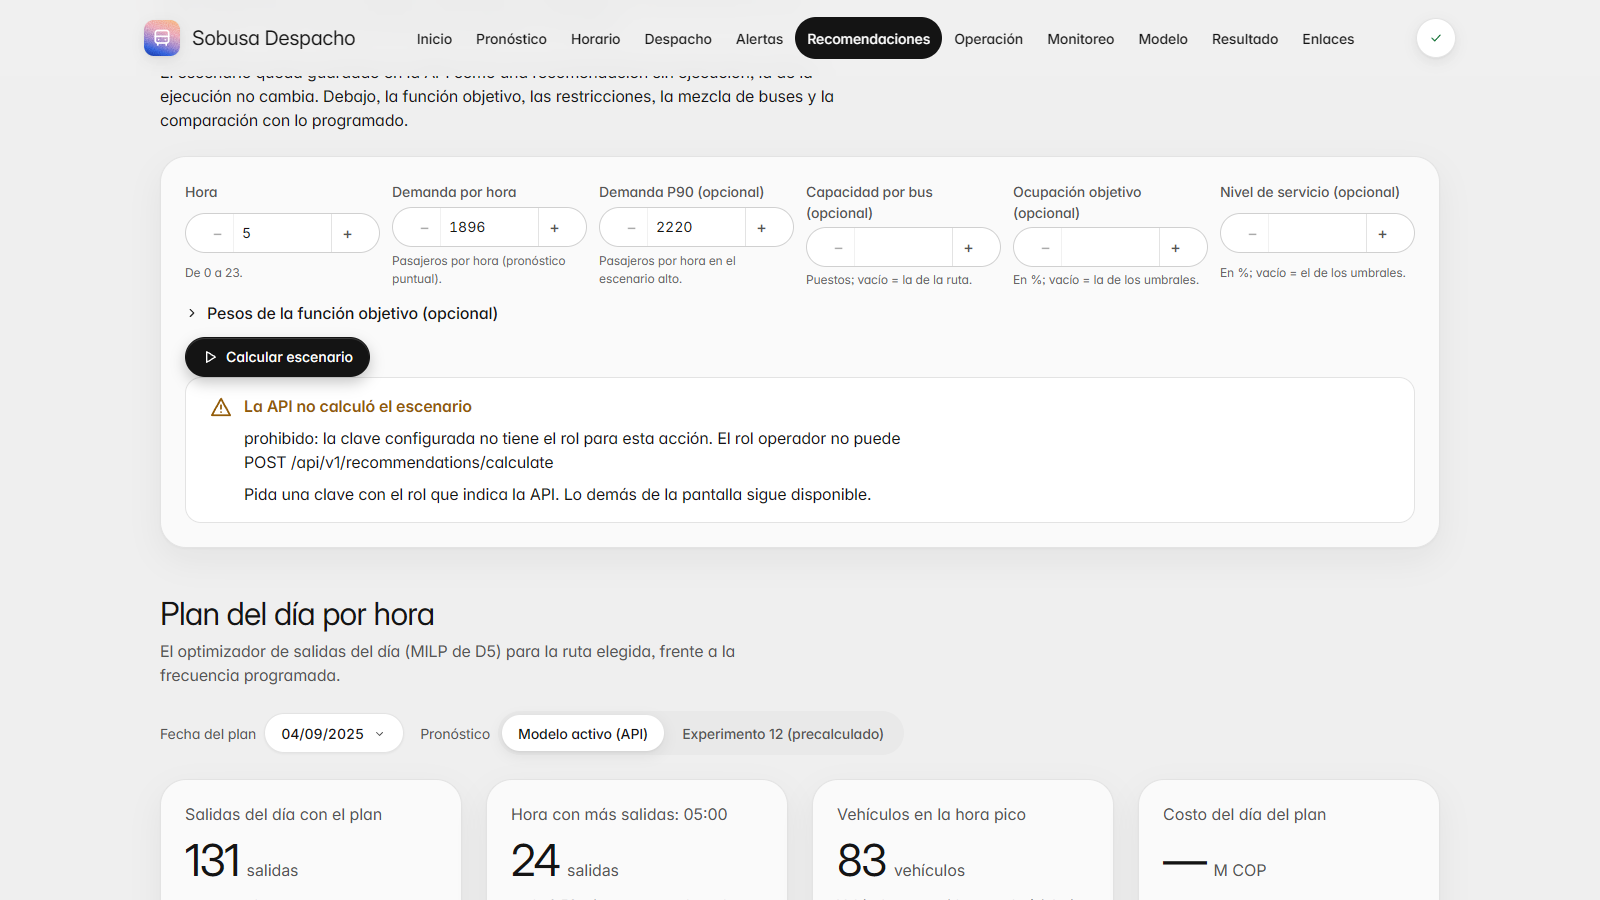 Sobusa Despacho
Inicio
Pronóstico
Horario
Despacho
Alertas
Recomendaciones
Operación
Monitoreo
Modelo
Resultado
Enlaces
ejecución no cambia. Debajo, la función objetivo, las restricciones, la mezcla de buses y la
comparación con lo programado.
Hora
− 5 +
De 0 a 23.
Demanda por hora
− 1896 +
Pasajeros por hora (pronóstico
puntual).
Demanda P90 (opcional)
− 2220 +
Pasajeros por hora en el
escenario alto.
Capacidad por bus
(opcional)
− +
Puestos; vacío = la de la ruta.
Ocupación objetivo
(opcional)
− +
En %; vacío = la de los umbrales.
Nivel de servicio (opcional)
− +
En %; vacío = el de los umbrales.
Pesos de la función objetivo (opcional)
Calcular escenario
La API no calculó el escenario
prohibido: la clave configurada no tiene el rol para esta acción. El rol operador no puede
POST /api/v1/recommendations/calculate
Pida una clave con el rol que indica la API. Lo demás de la pantalla sigue disponible.
Plan del día por hora
El optimizador de salidas del día (MILP de D5) para la ruta elegida, frente a la
frecuencia programada.
Fecha del plan 04/09/2025 Pronóstico Modelo activo (API) Experimento 12 (precalculado)
Salidas del día con el plan
131 salidas
Hora con más salidas: 05:00
24 salidas
Vehículos en la hora pico
83 vehículos
Costo del día del plan
— M COP